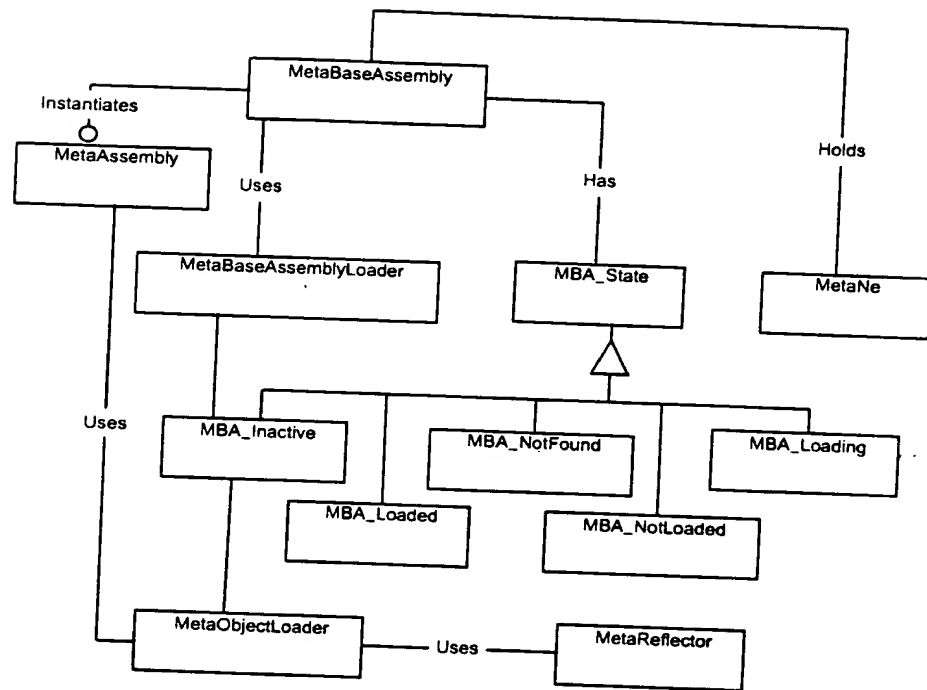 MetaBaseAssembly
Instantiates
MetaAssembly
Uses
Has
Holds
MetaBaseAssemblyLoader
MBA_State
MetaNe
Uses
MBA_Inactive
MBA_NotFound
MBA_Loading
MBA_Loaded
MBA_NotLoaded
MetaObjectLoader
Uses
MetaReflector